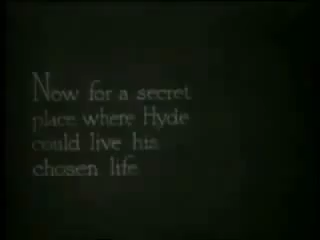 Now for a secret
place where Hyde
could live his
chosen life